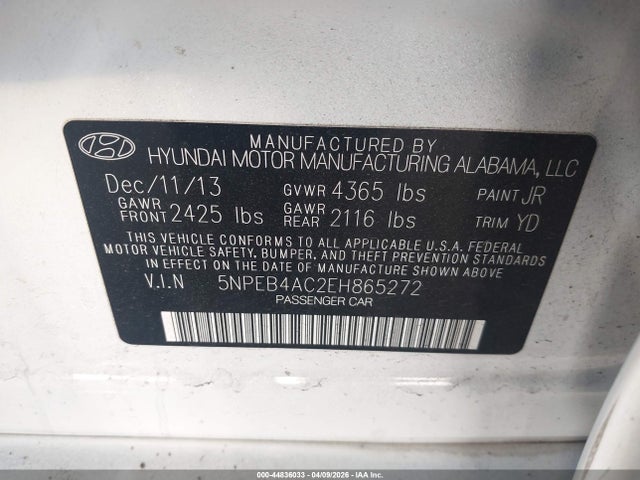 MANUFACTURED BY
HYUNDAI MOTOR MANUFACTURING ALABAMA, LLC
Dec/11/13 GVWR 4365 lbs PAINT JR
GAWR FRONT 2425 lbs GAWR REAR 2116 lbs TRIM YD
THIS VEHICLE CONFORMS TO ALL APPLICABLE U.S.A. FEDERAL
MOTOR VEHICLE SAFETY, BUMPER, AND THEFT PREVENTION STANDARDS
IN EFFECT ON THE DATE OF MANUFACTURE SHOWN ABOVE.
V.I.N 5NPEB4AC2EH865272
PASSENGER CAR
000-44836033 - 04/09/2026 - IAA Inc.